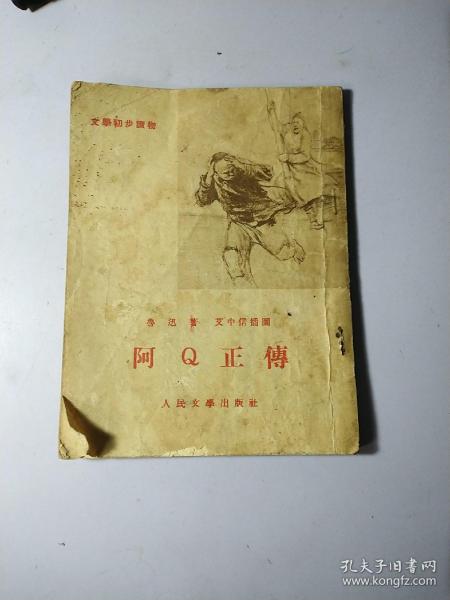 文學初步讀物
魯迅著 艾中信插圖
阿Q正傳
人民文學出版社
孔夫子旧书网
www.kongfz.com